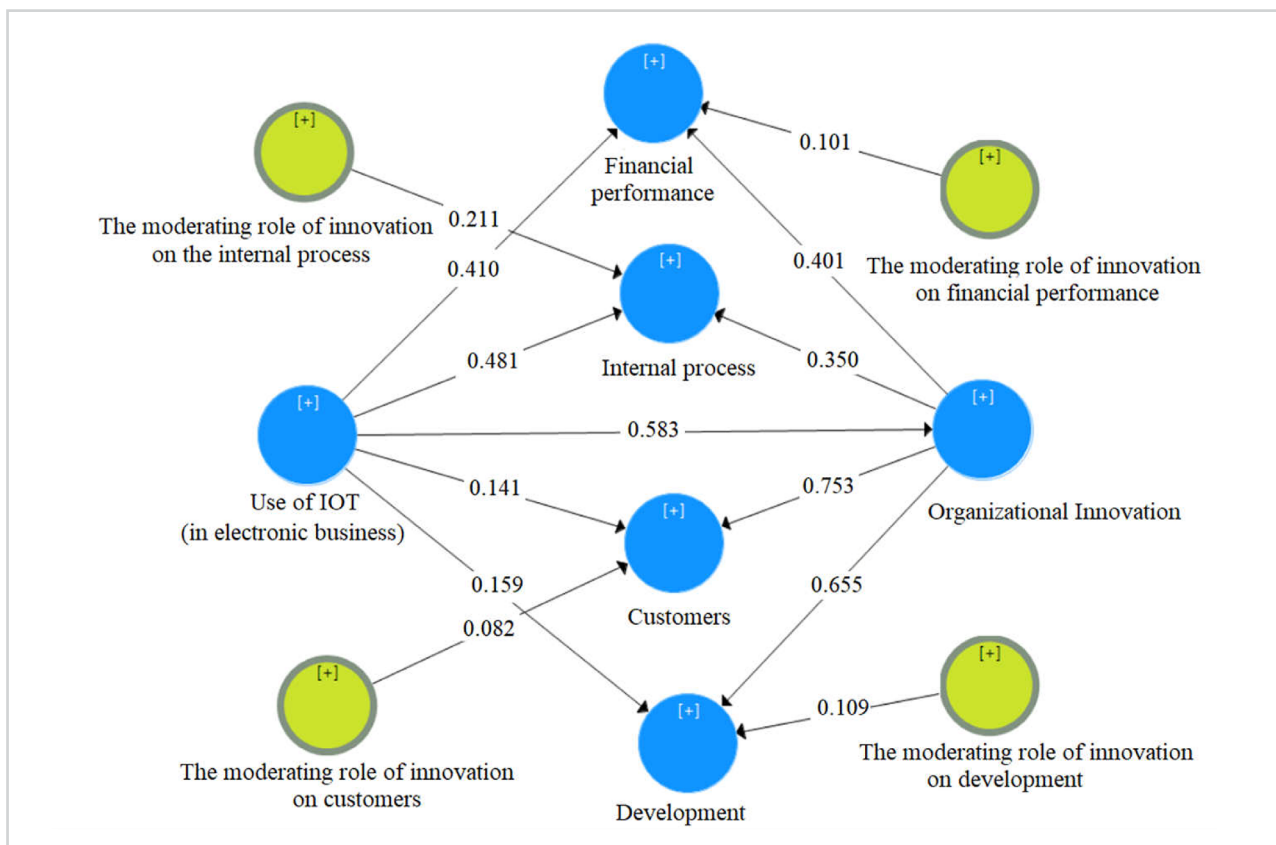 [+]
Financial
performance
[+]
The moderating role of innovation
on the internal process
[+]
The moderating role of innovation
on financial performance
0.101
0.211
0.410
0.401
[+]
Internal process
0.481
0.350
[+]
Use of IOT
(in electronic business)
0.583
[+]
Organizational Innovation
0.141
0.753
[+]
Customers
0.159
0.655
0.082
[+]
The moderating role of innovation
on customers
[+]
Development
0.109
[+]
The moderating role of innovation
on development